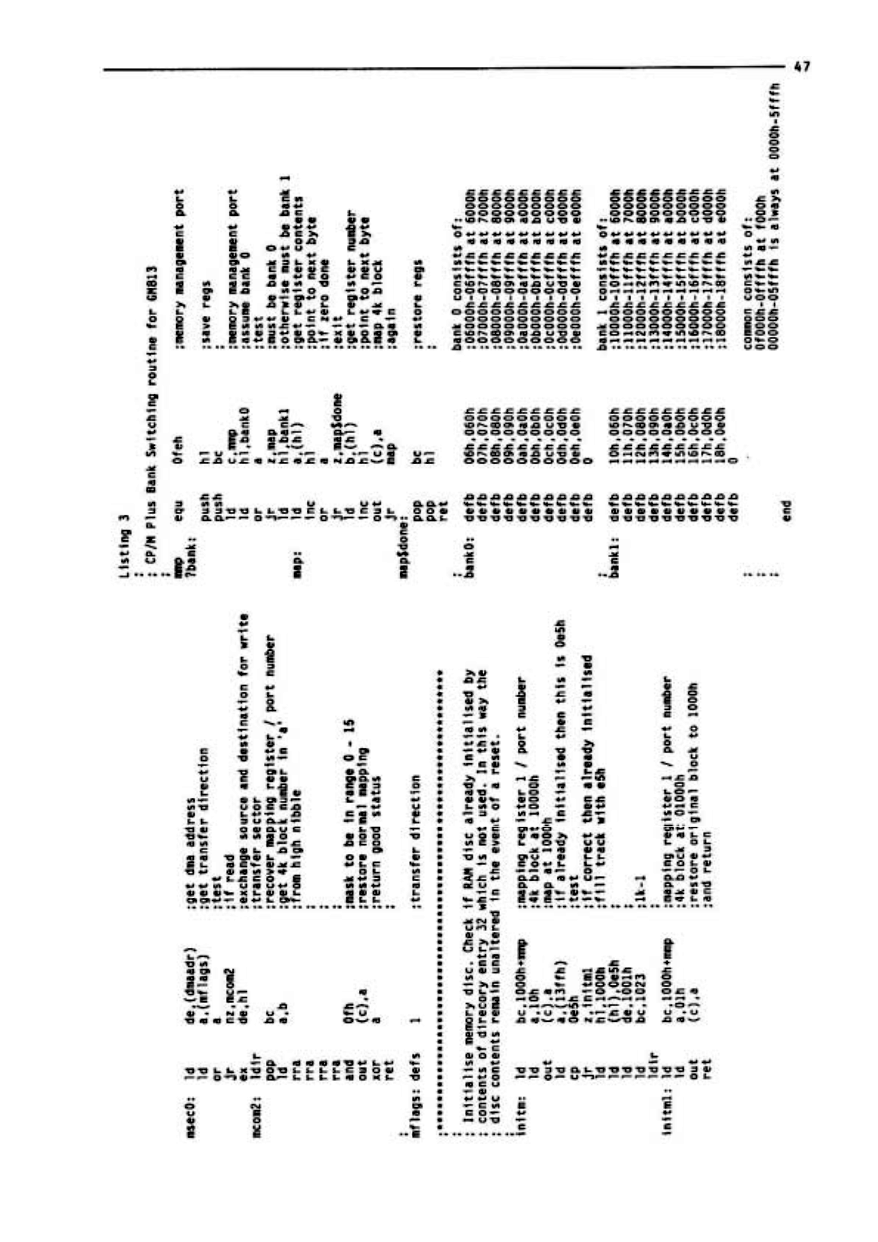 47
msec0: ld de,(dmaadr) ;get dma address
ld a,(mflags) ;get transfer direction
or a ;test
jr nz,mcom2 ;if read
ex de,hl ;exchange source and destination for write
mcom2: ldir ;transfer sector
pop bc ;recover mapping register / port number
ld a,b ;get 4k block number in 'a'
rra ;from high nibble
rra ;
rra ;
rra ;
and 0fh ;mask to be in range 0 - 15
out (c),a ;restore normal mapping
xor a ;return good status
ret
;
mflags: defs 1 ;transfer direction
;
; Initialise memory disc. Check if RAM disc already initialised by
; contents of direcory entry 32 which is not used. In this way the
; disc contents remain unaltered in the event of a reset.
;
initm: ld bc,1000h+mmp ;mapping register 1 / port number
ld a,10h ;4k block at 10000h
out (c),a ;map at 1000h
ld a,(13ffh) ;if already initialised then this is 0e5h
cp 0e5h ;test
jr z,initm1 ;if correct then already initialised
ld hl,1000h ;fill track with e5h
ld (hl),0e5h ;
ld de,1001h ;
ld bc,1023 ;1k-1
ldir
initm1: ld bc,1000h+mmp ;mapping register 1 / port number
ld a,01h ;4k block at 01000h
out (c),a ;restore original block to 1000h
ret ;and return
Listing 3
;
; CP/M Plus Bank Switching routine for GM813
;
mmp equ 0feh ;memory management port
?bank:
push hl ;save regs
push bc ;
ld c,mmp ;memory management port
ld hl,bank0 ;assume bank 0
or a ;test
jr z,map ;must be bank 0
ld hl,bank1 ;otherwise must be bank 1
map: ld a,(hl) ;get register contents
inc hl ;point to next byte
or a ;if zero done
jr z,map$done ;exit
ld b,(hl) ;get register number
inc hl ;point to next byte
out (c),a ;map 4k block
jr map ;again
map$done:
pop bc ;restore regs
pop hl ;
ret
; bank 0 consists of:
bank0: defb 06h,060h ;06000h-06fffh at 6000h
defb 07h,070h ;07000h-07fffh at 7000h
defb 08h,080h ;08000h-08fffh at 8000h
defb 09h,090h ;09000h-09fffh at 9000h
defb 0ah,0a0h ;0a000h-0afffh at a000h
defb 0bh,0b0h ;0b000h-0bfffh at b000h
defb 0ch,0c0h ;0c000h-0cfffh at c000h
defb 0dh,0d0h ;0d000h-0dfffh at d000h
defb 0eh,0e0h ;0e000h-0efffh at e000h
defb 0
; bank 1 consists of:
bank1: defb 10h,060h ;10000h-10fffh at 6000h
defb 11h,070h ;11000h-11fffh at 7000h
defb 12h,080h ;12000h-12fffh at 8000h
defb 13h,090h ;13000h-13fffh at 9000h
defb 14h,0a0h ;14000h-14fffh at a000h
defb 15h,0b0h ;15000h-15fffh at b000h
defb 16h,0c0h ;16000h-16fffh at c000h
defb 17h,0d0h ;17000h-17fffh at d000h
defb 18h,0e0h ;18000h-18fffh at e000h
defb 0
; common consists of:
; 0f000h-0ffffh at f000h
; 00000h-05fffh is always at 0000h-5fffh
end